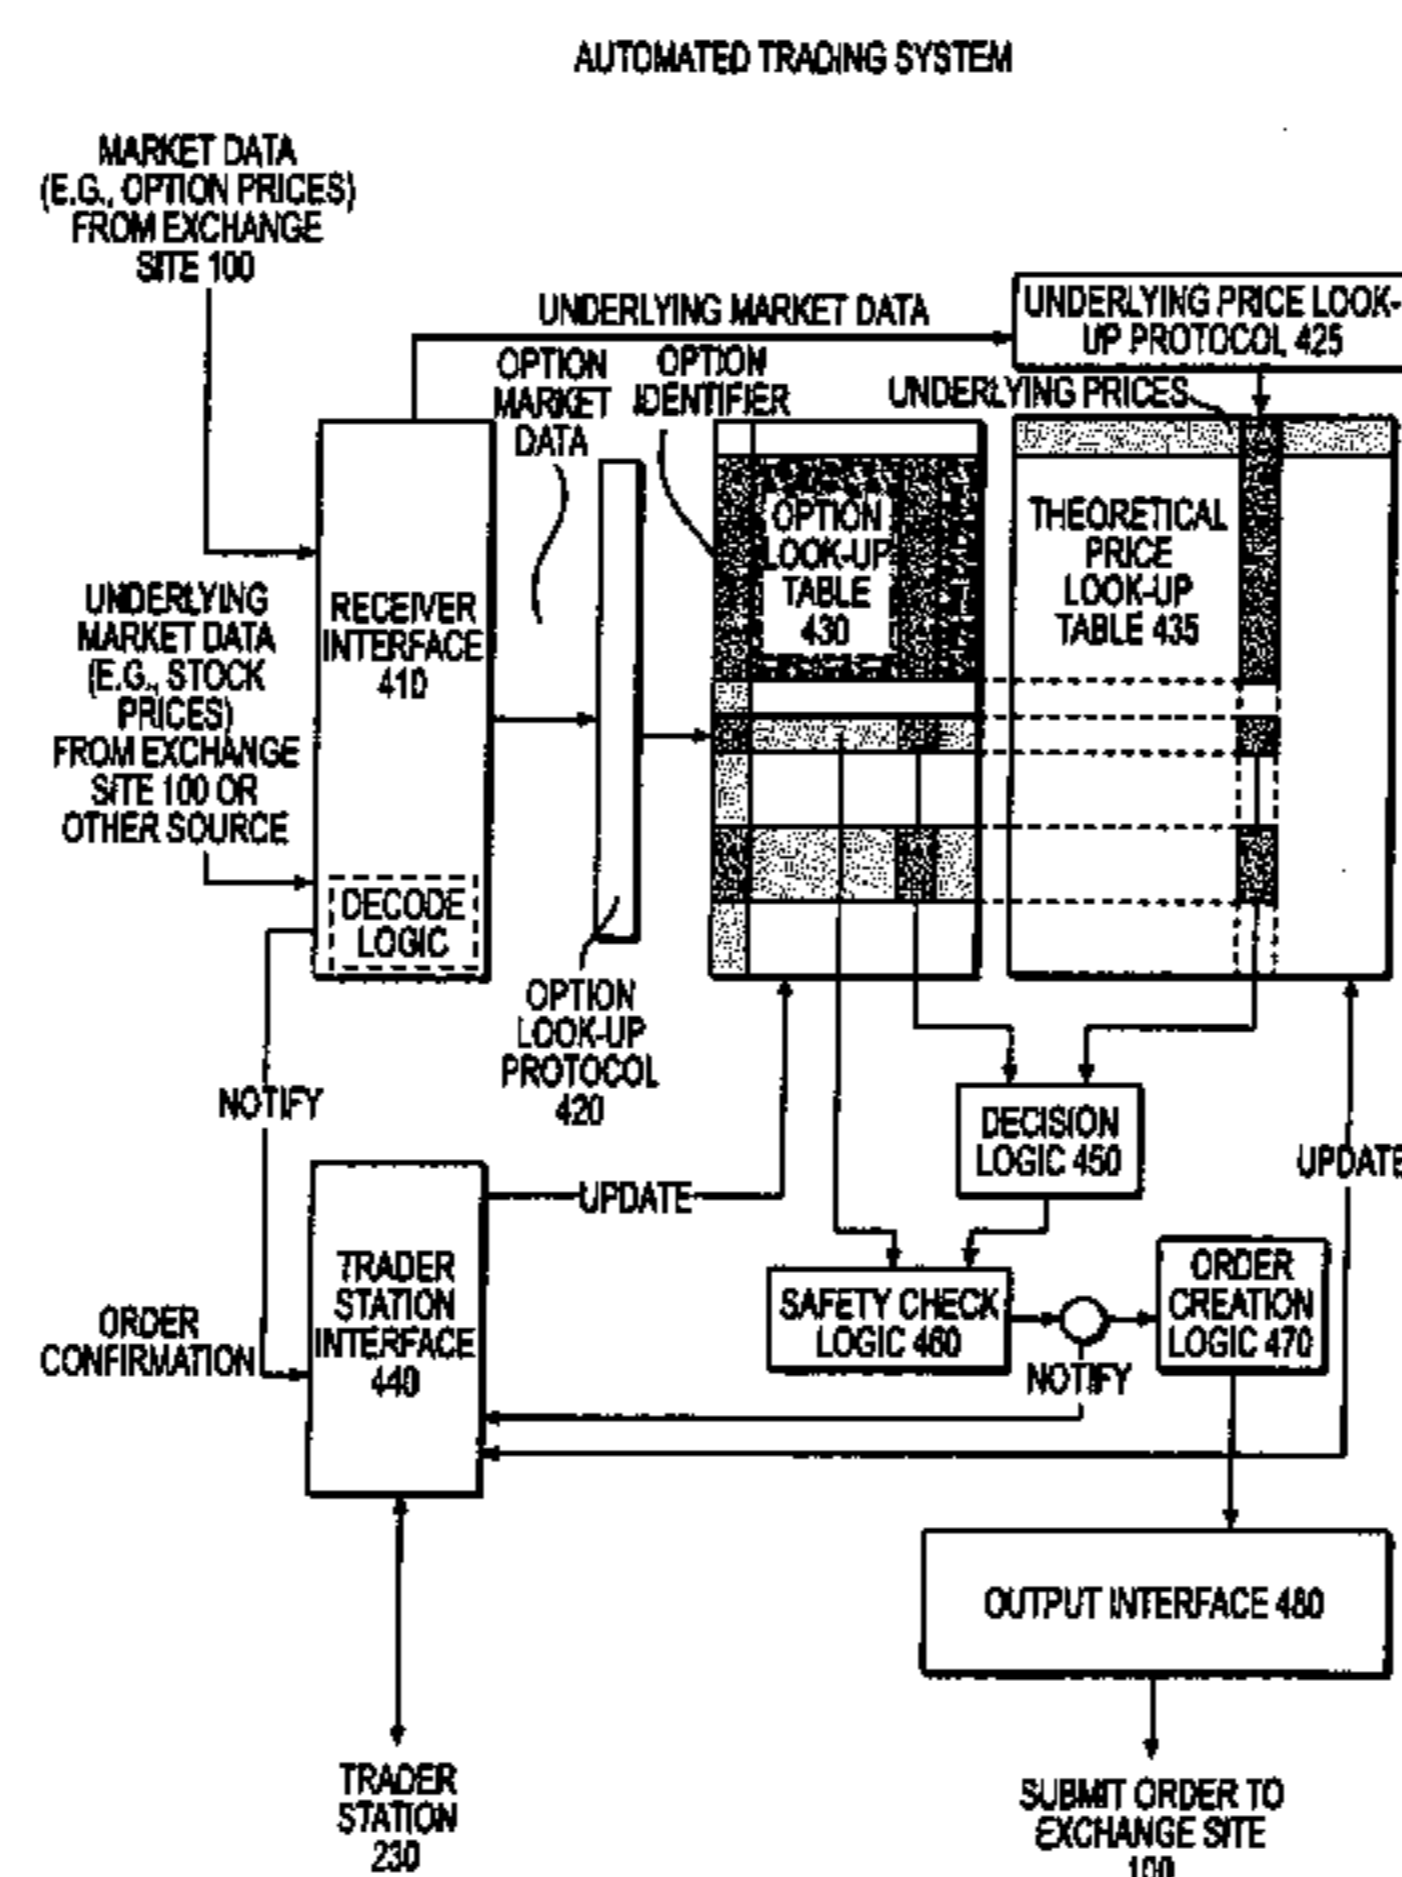 AUTOMATED TRADING SYSTEM
MARKET DATA
(E.G., OPTION PRICES)
FROM EXCHANGE
SITE 100
UNDERLYING MARKET DATA
UNDERLYING PRICE LOOK-
UP PROTOCOL 425
OPTION
MARKET
DATA
OPTION
IDENTIFIER
UNDERLYING PRICES
OPTION
LOOK-UP
TABLE
430
THEORETICAL
PRICE
LOOK-UP
TABLE 435
UNDERLYING
MARKET DATA
(E.G., STOCK
PRICES)
FROM EXCHANGE
SITE 100 OR
OTHER SOURCE
RECEIVER
INTERFACE
410
DECODE
LOGIC
OPTION
LOOK-UP
PROTOCOL
420
NOTIFY
DECISION
LOGIC 450
UPDATE
UPDATE
TRADER
STATION
INTERFACE
440
ORDER
CONFIRMATION
SAFETY CHECK
LOGIC 460
NOTIFY
ORDER
CREATION
LOGIC 470
OUTPUT INTERFACE 480
TRADER
STATION
230
SUBMIT ORDER TO
EXCHANGE SITE
100